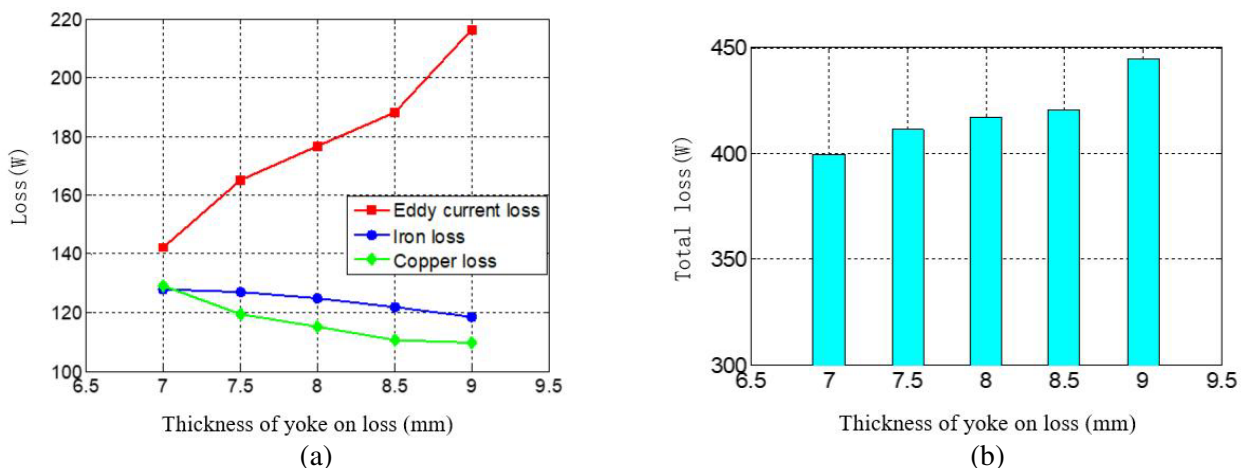 220
200
180
160
140
120
100
6.5 7 7.5 8 8.5 9 9.5
Loss(W)
Eddy current loss
Iron loss
Copper loss
Thickness of yoke on loss (mm)
(a)
450
400
350
300
6.5 7 7.5 8 8.5 9 9.5
Total loss(W)
Thickness of yoke on loss (mm)
(b)